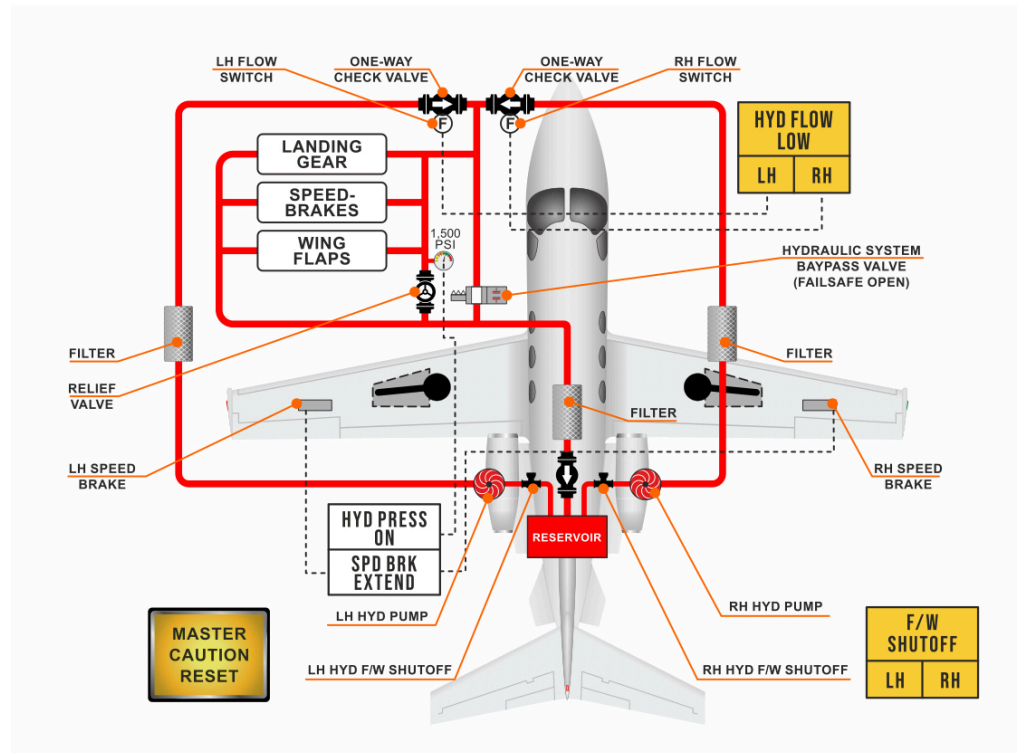 LH FLOW
SWITCH
ONE-WAY
CHECK VALVE
ONE-WAY
CHECK VALVE
RH FLOW
SWITCH
F
F
HYD FLOW
LOW
LH
RH
LANDING
GEAR
SPEED-
BRAKES
WING
FLAPS
1,500
PSI
HYDRAULIC SYSTEM
BAYPASS VALVE
(FAILSAFE OPEN)
FILTER
RELIEF
VALVE
FILTER
FILTER
LH SPEED
BRAKE
RH SPEED
BRAKE
HYD PRESS
ON
SPD BRK
EXTEND
RESERVOIR
LH HYD PUMP
RH HYD PUMP
LH HYD F/W SHUTOFF
RH HYD F/W SHUTOFF
MASTER
CAUTION
RESET
F/W
SHUTOFF
LH
RH